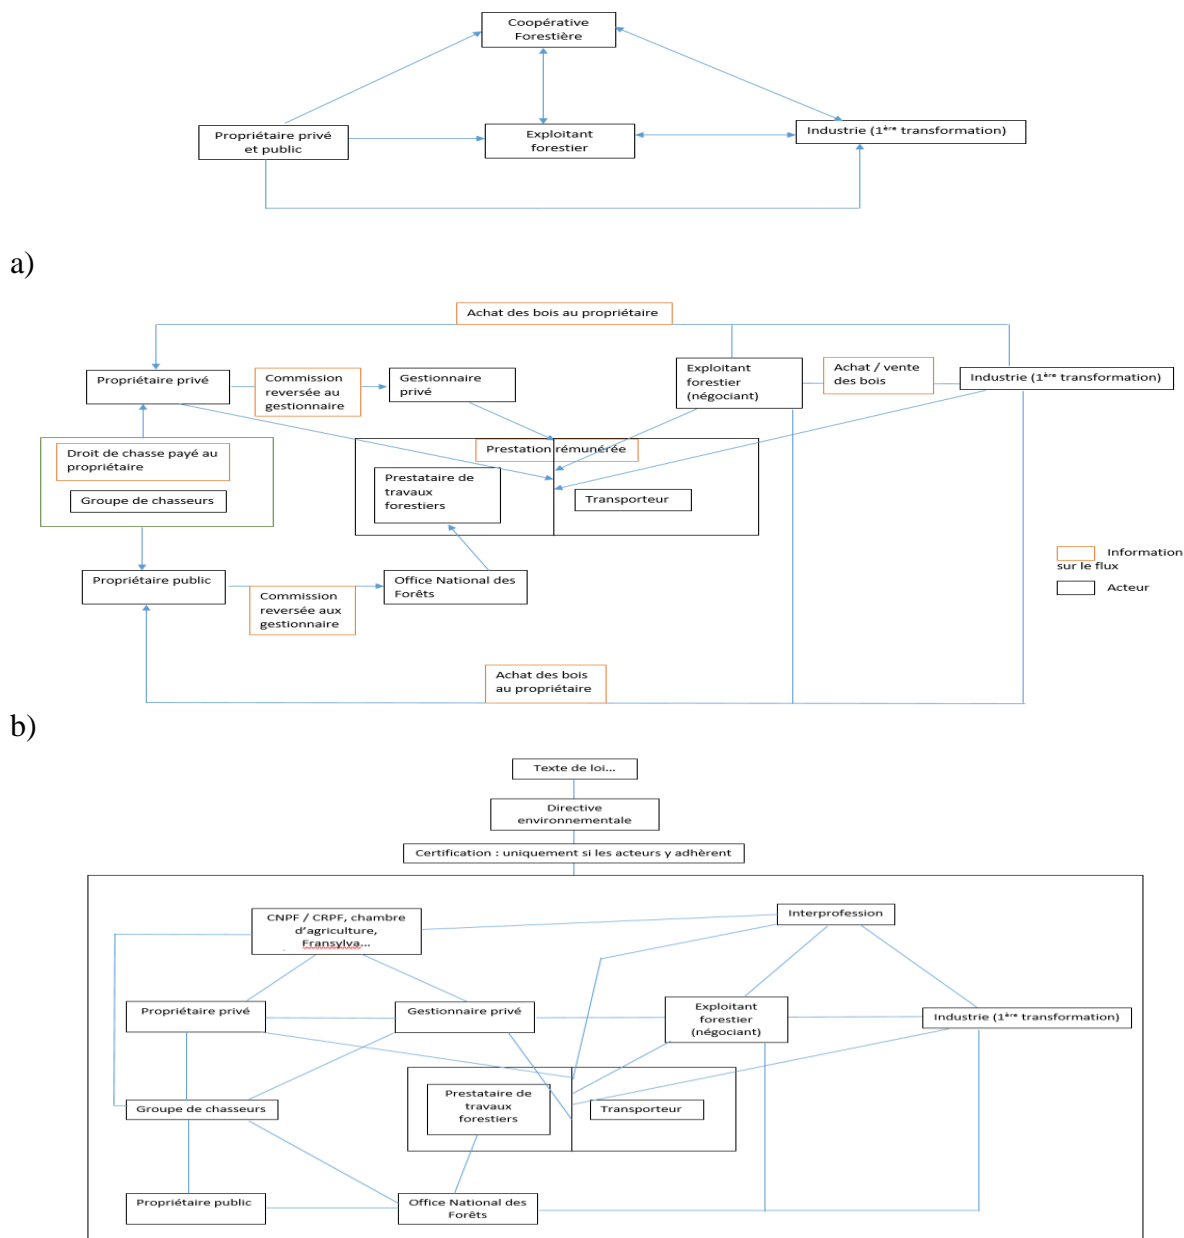 Coopérative
Forestière
Propriétaire privé
et public
Exploitant
forestier
Industrie (1ère transformation)
a)
Achat des bois au propriétaire
Propriétaire privé
Commission
reversée au
gestionnaire
Gestionnaire
privé
Exploitant
forestier
(négociant)
Achat / vente
des bois
Industrie (1ère transformation)
Droit de chasse payé au
propriétaire
Groupe de chasseurs
Prestation rémunérée
Prestataire de
travaux
forestiers
Transporteur
Information
sur le flux
Acteur
Propriétaire public
Commission
reversée aux
gestionnaire
Office National des
Forêts
Achat des bois
au propriétaire
b)
Texte de loi...
Directive
environnementale
Certification : uniquement si les acteurs y adhèrent
CNPF / CRPF, chambre
d'agriculture,
Fransylva...
Interprofession
Propriétaire privé
Gestionnaire privé
Exploitant
forestier
(négociant)
Industrie (1ère transformation)
Groupe de chasseurs
Prestataire de
travaux
forestiers
Transporteur
Propriétaire public
Office National des
Forêts